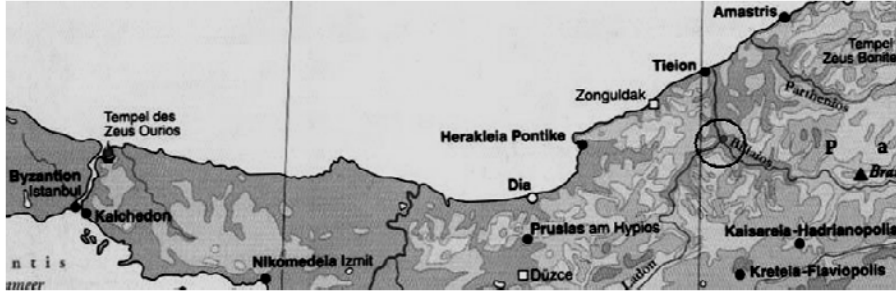 Amastris
Tempel
Zeus Bonite
Tieion
Parthenios
Zonguldak
Tempel des
Zeus Ourios
Herakleia Pontike
Billaios
P a
Byzantion
Istanbul
Dia
Kalchedon
Prusias am Hypios
Kaisareia-Hadrianopolis
n t i s
ameer
Nikomedeia Izmit
Düzce
Ladon
Kreteia-Flaviopolis